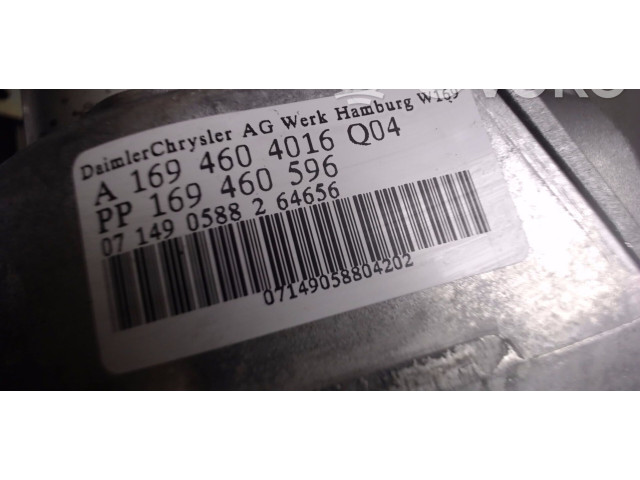 DaimlerChrysler AG Werk Hamburg W169
A 169 460 4016 Q04
PP 169 460 596
07 149 0588 2 64656
07149058804202